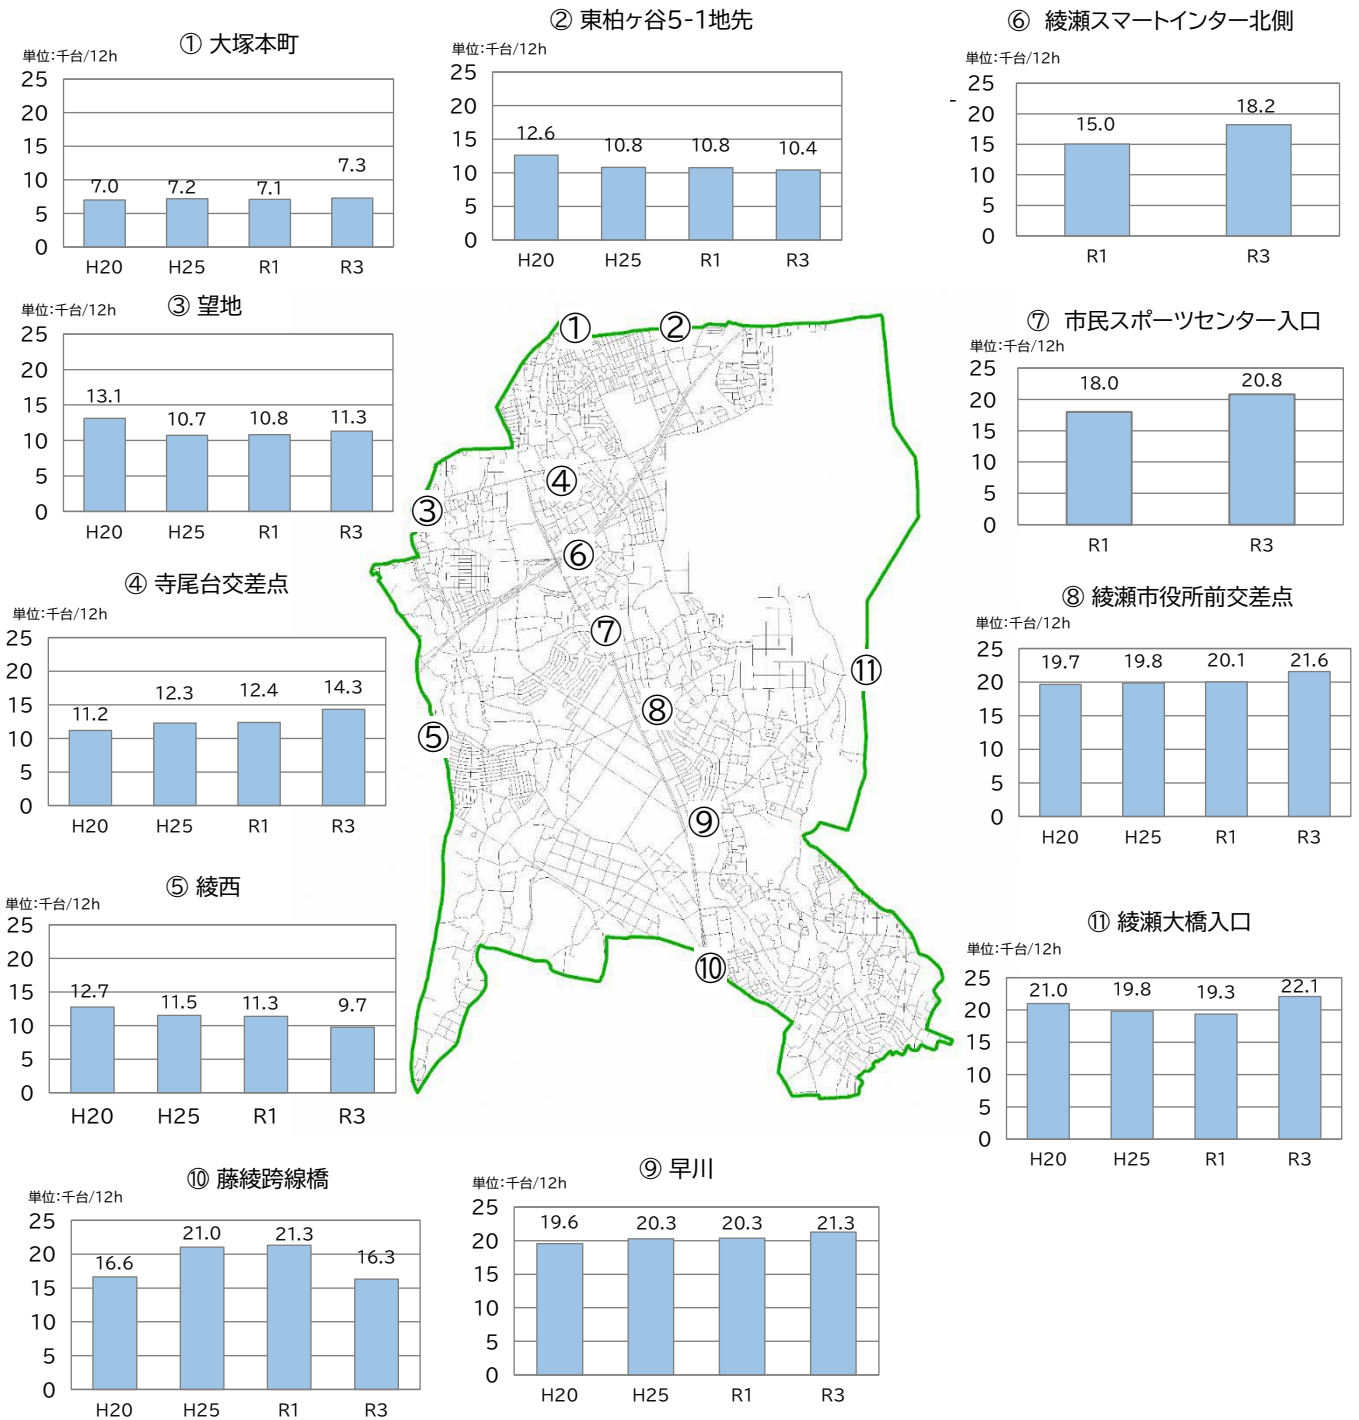 ① 大塚本町
単位:千台/12h
25
20
15
10
5
0
7.0
7.2
7.1
7.3
H20
H25
R1
R3
② 東柏ヶ谷5-1地先
単位:千台/12h
25
20
15
10
5
0
12.6
10.8
10.8
10.4
H20
H25
R1
R3
⑥ 綾瀬スマートインター北側
単位:千台/12h
-
25
20
15
10
5
0
15.0
18.2
R1
R3
③ 望地
単位:千台/12h
25
20
15
10
5
0
13.1
10.7
10.8
11.3
H20
H25
R1
R3
⑦ 市民スポーツセンター入口
単位:千台/12h
25
20
15
10
5
0
18.0
20.8
R1
R3
④ 寺尾台交差点
単位:千台/12h
25
20
15
10
5
0
11.2
12.3
12.4
14.3
H20
H25
R1
R3
⑧ 綾瀬市役所前交差点
単位:千台/12h
25
20
15
10
5
0
19.7
19.8
20.1
21.6
H20
H25
R1
R3
①
②
③
④
⑥
⑦
⑪
⑧
⑤
⑨
⑩
⑤ 綾西
単位:千台/12h
25
20
15
10
5
0
12.7
11.5
11.3
9.7
H20
H25
R1
R3
⑪ 綾瀬大橋入口
単位:千台/12h
25
20
15
10
5
0
21.0
19.8
19.3
22.1
H20
H25
R1
R3
⑩ 藤綾跨線橋
単位:千台/12h
25
20
15
10
5
0
16.6
21.0
21.3
16.3
H20
H25
R1
R3
⑨ 早川
単位:千台/12h
25
20
15
10
5
0
19.6
20.3
20.3
21.3
H20
H25
R1
R3